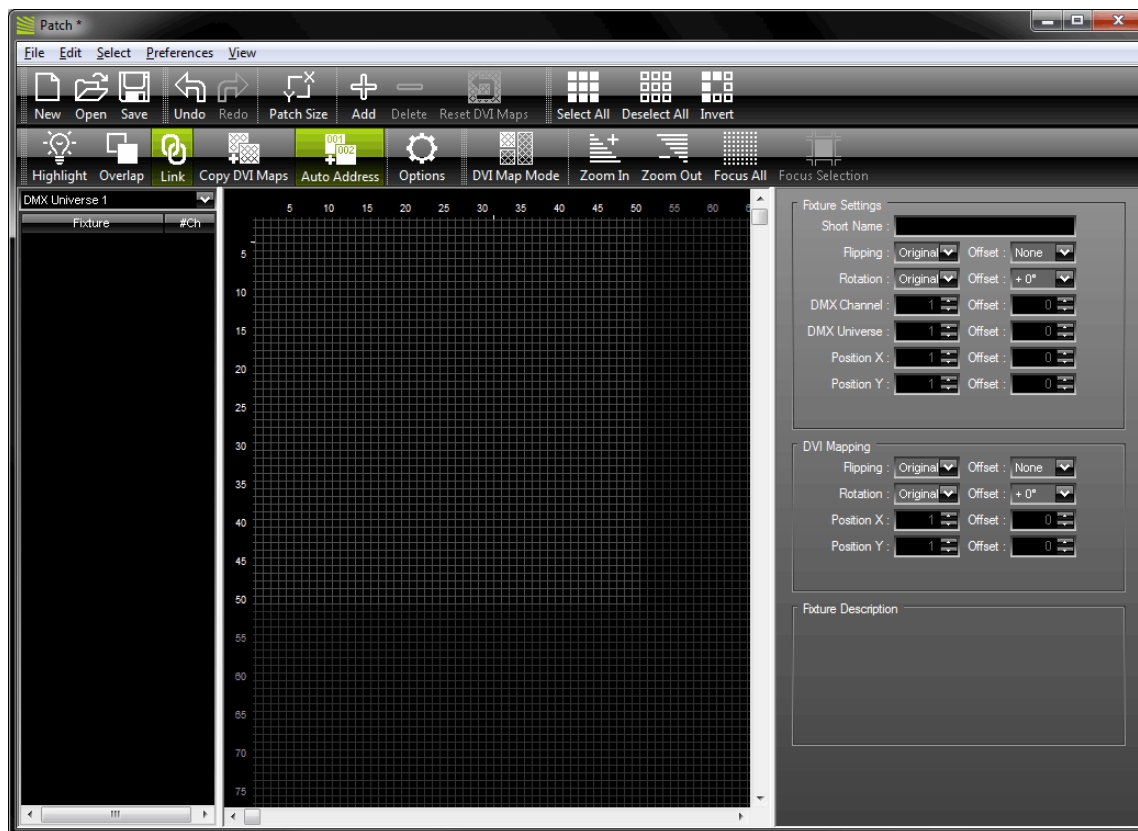 Patch *
File Edit Select Preferences View
New Open Save Undo Redo Patch Size Add Delete Reset DVI Maps Select All Deselect All Invert
001
002
Highlight Overlap Link Copy DVI Maps Auto Address Options DVI Map Mode Zoom In Zoom Out Focus All Focus Selection
DMX Universe 1
Fixture #Ch
5 10 15 20 25 30 35 40 45 50 55 60
5
10
15
20
25
30
35
40
45
50
55
60
65
70
75
Fixture Settings
Short Name :
Flipping : Original Offset : None
Rotation : Original Offset : + 0°
DMX Channel : 1 Offset : 0
DMX Universe : 1 Offset : 0
Position X : 1 Offset : 0
Position Y : 1 Offset : 0
DVI Mapping
Flipping : Original Offset : None
Rotation : Original Offset : + 0°
Position X : 1 Offset : 0
Position Y : 1 Offset : 0
Fixture Description